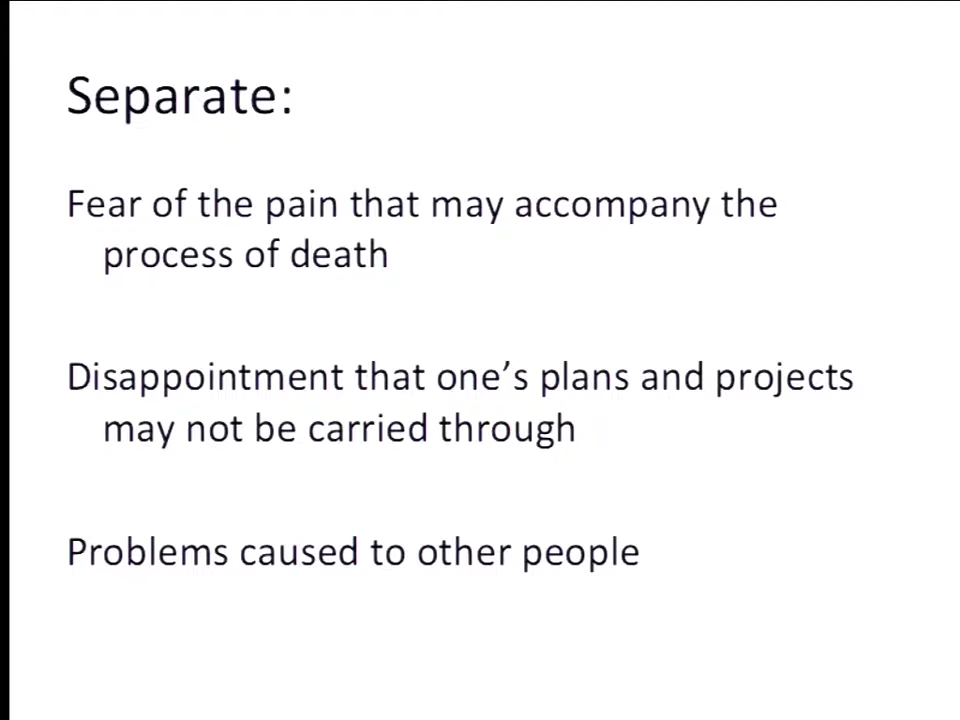 Separate:
Fear of the pain that may accompany the
process of death
Disappointment that one’s plans and projects
may not be carried through
Problems caused to other people